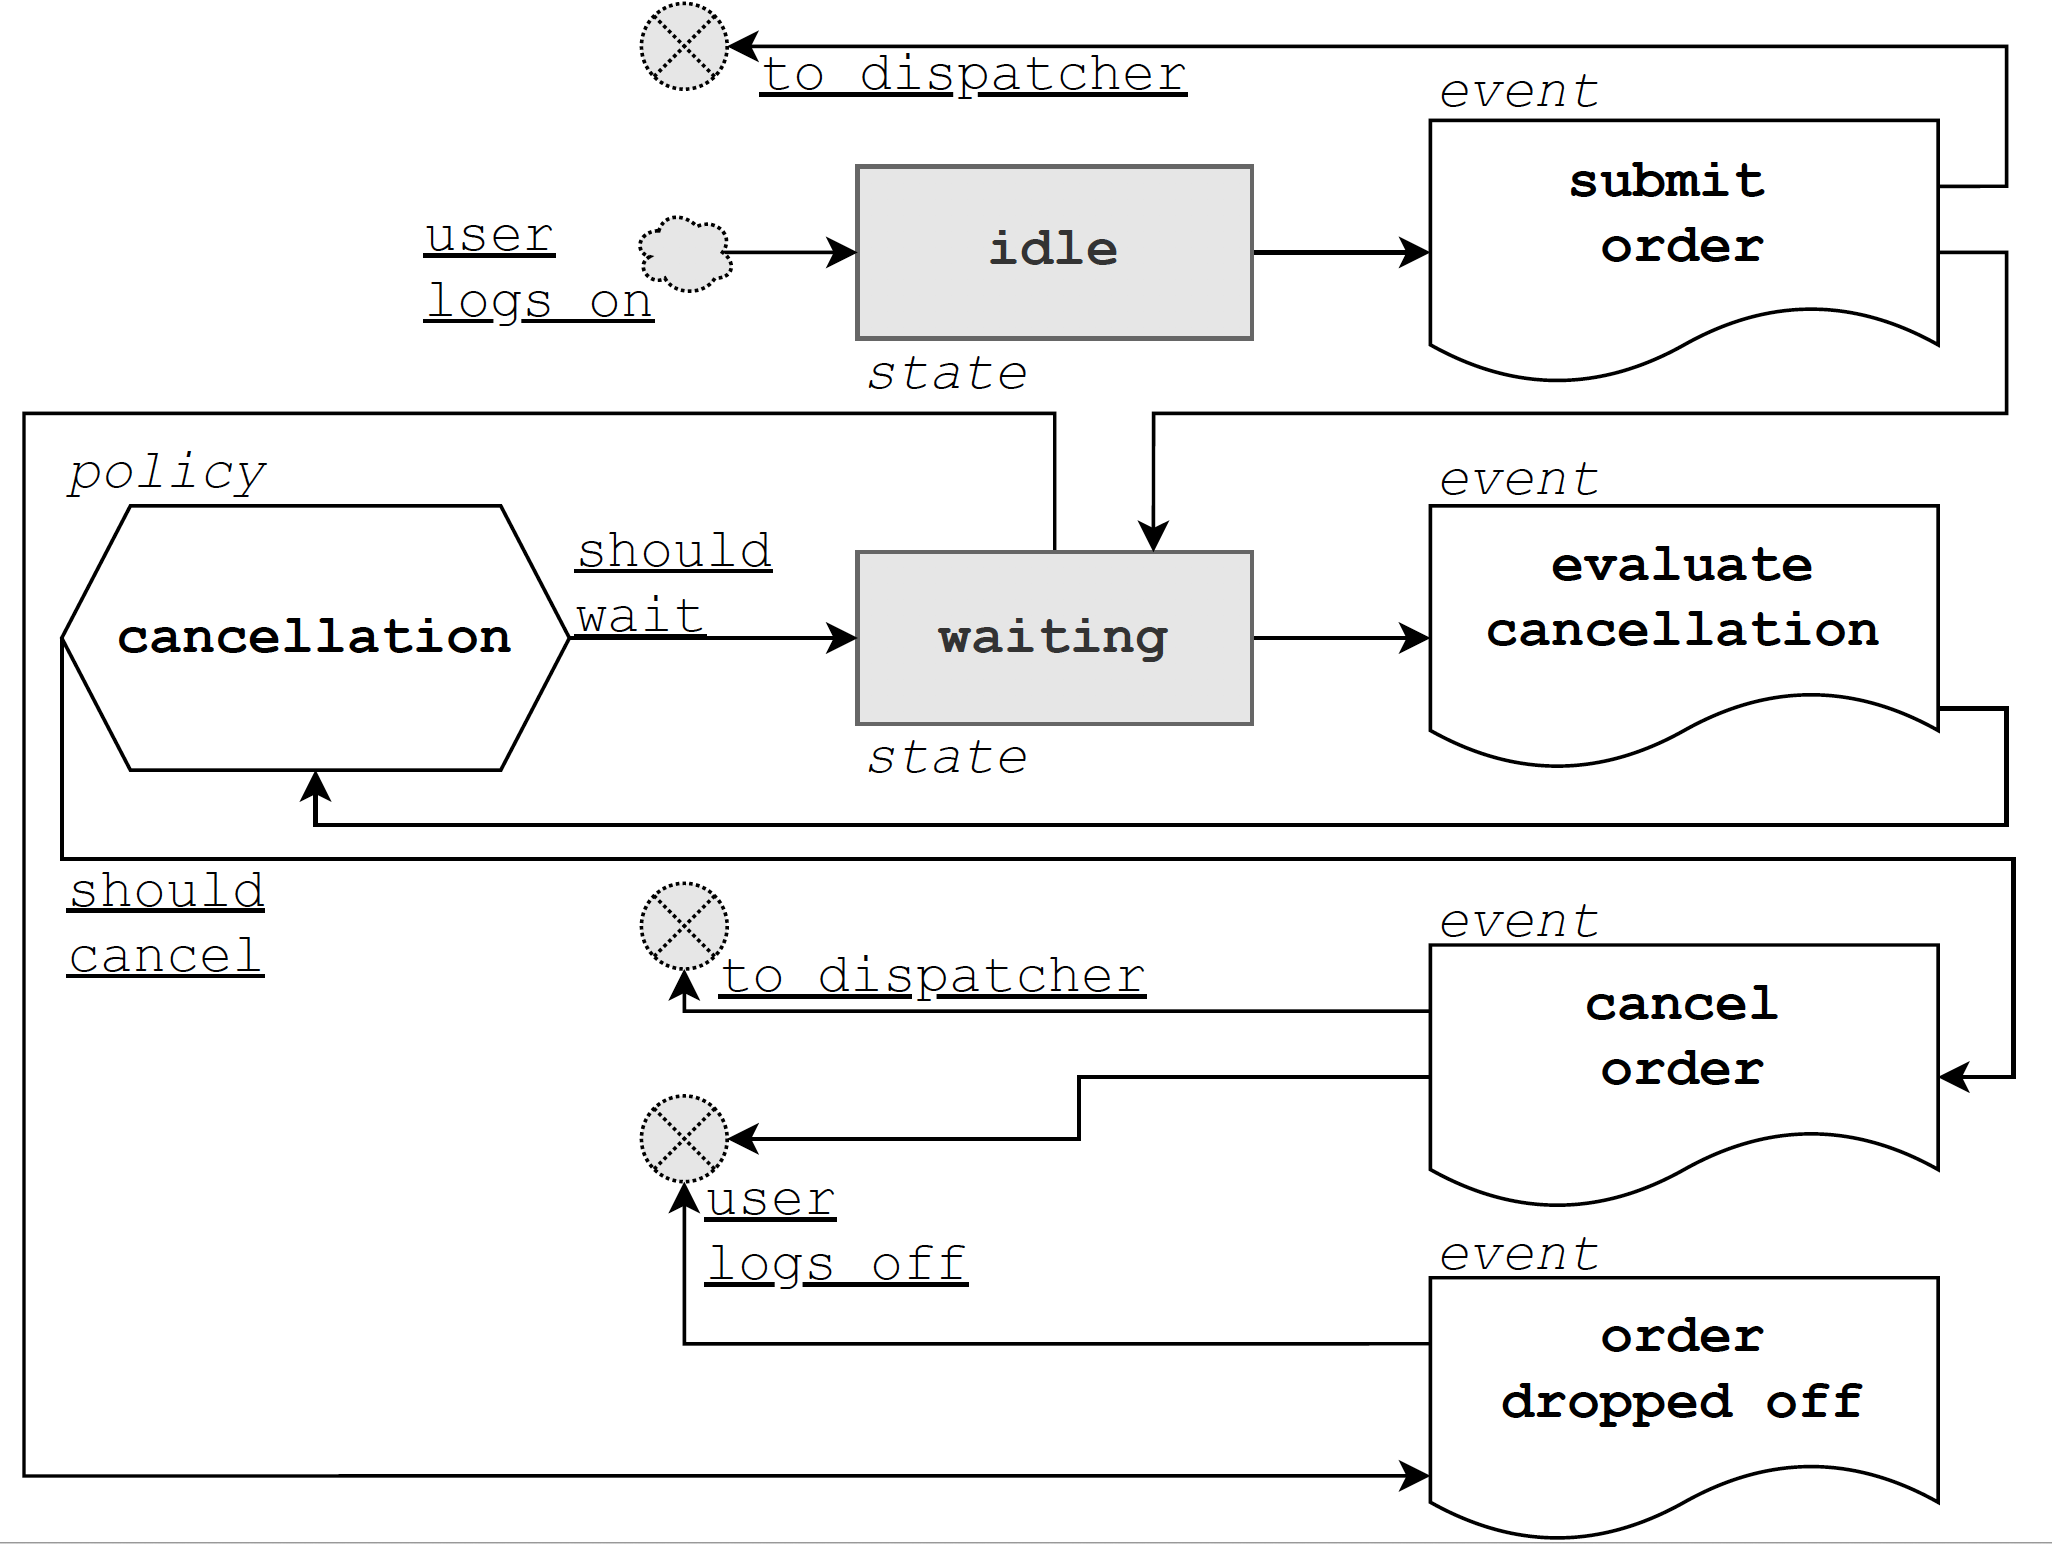 to dispatcher
event
submit
order
user
logs on
idle
state
policy
cancellation
should
wait
waiting
state
event
evaluate
cancellation
should
cancel
to dispatcher
event
cancel
order
user
logs off
event
order
dropped off